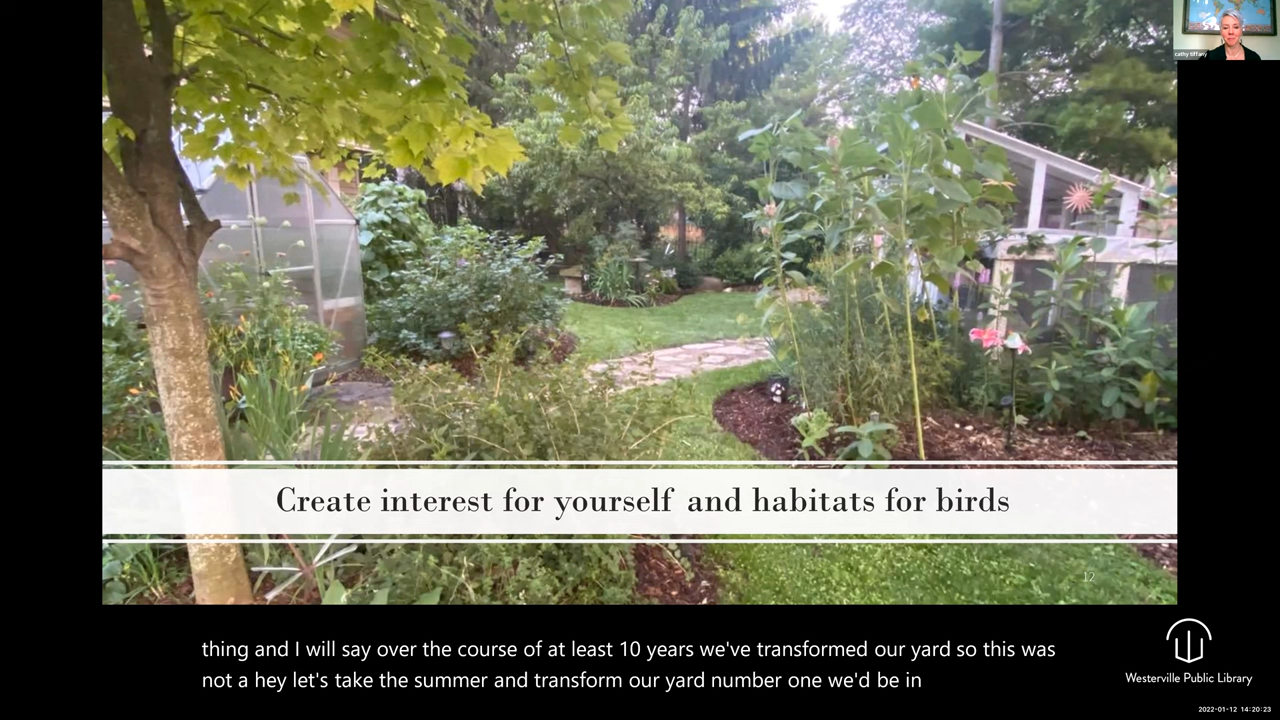 cathy tiffany
Create interest for yourself and habitats for birds
12
thing and I will say over the course of at least 10 years we've transformed our yard so this was
not a hey let's take the summer and transform our yard number one we'd be in
Westerville Public Library
2022-01-12 14:20:23